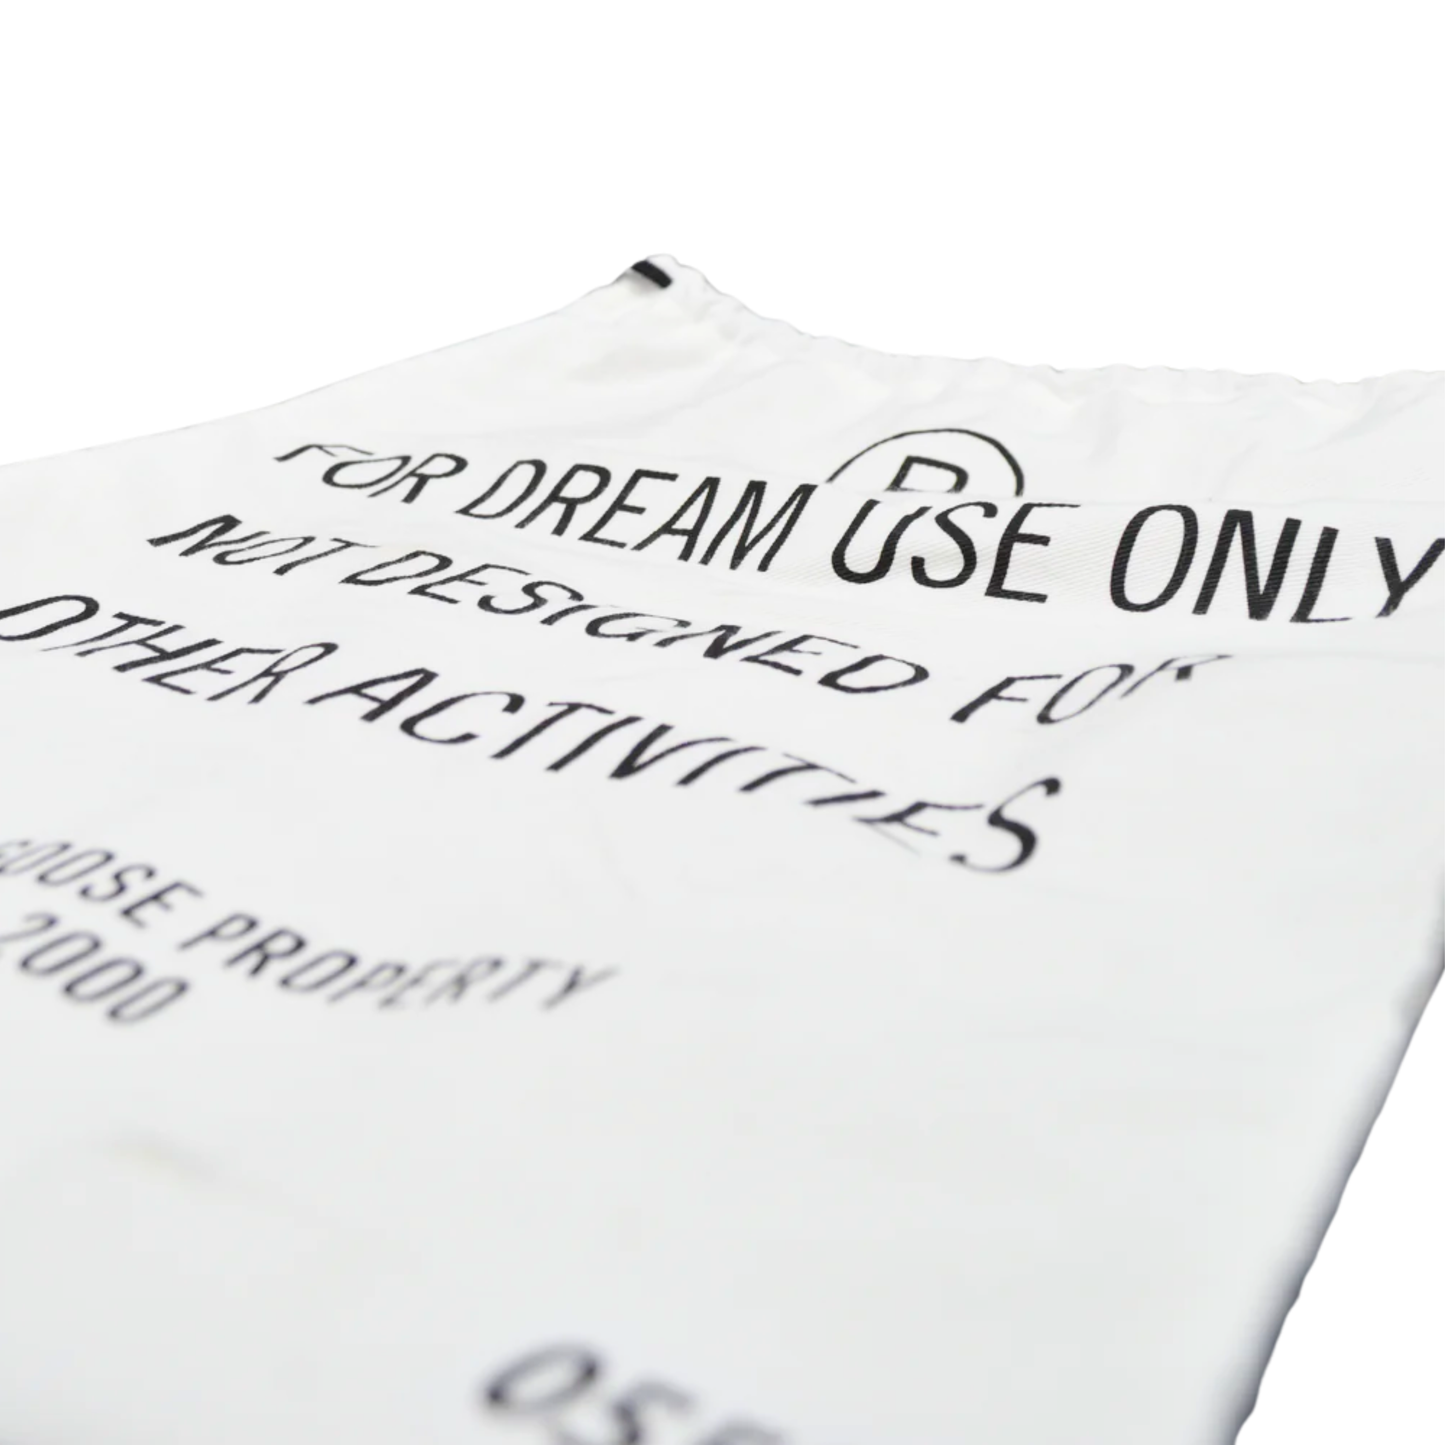 R
FOR DREAM USE ONLY
NOT DESIGNED FOR
OTHER ACTIVITIES
PROPERTY
2000